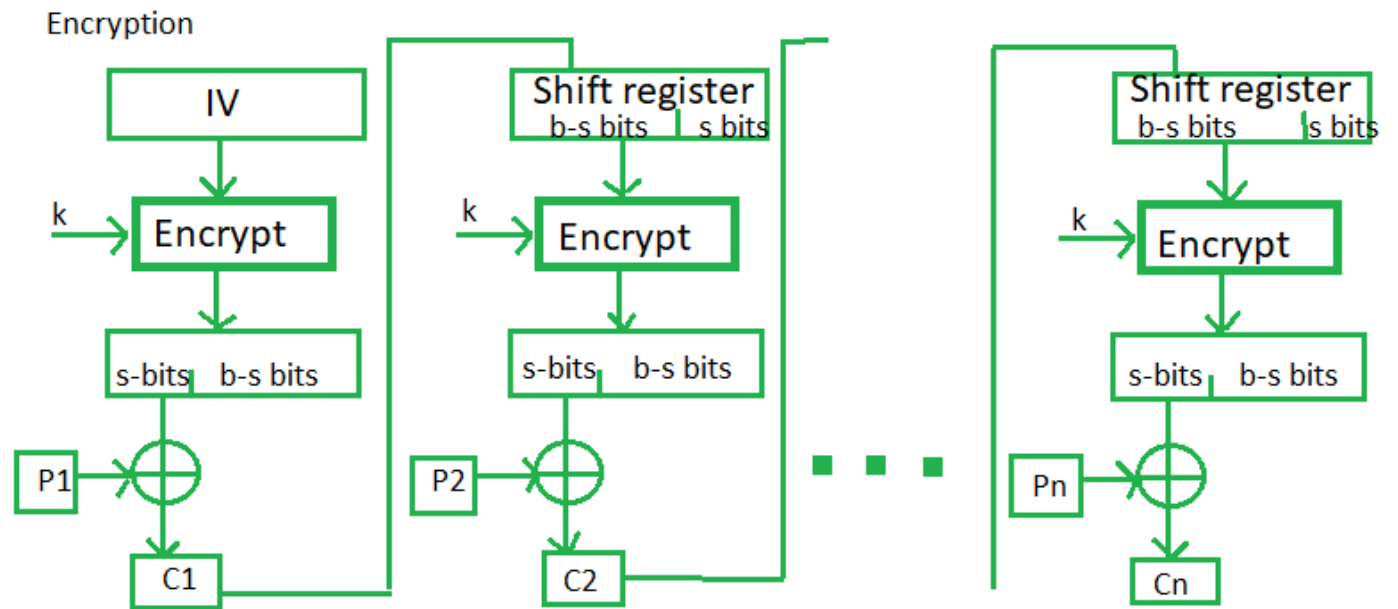 Encryption
IV
k
Encrypt
s-bits b-s bits
P1
C1
Shift register
b-s bits s bits
k
Encrypt
s-bits b-s bits
P2
C2
Shift register
b-s bits s bits
k
Encrypt
s-bits b-s bits
Pn
Cn